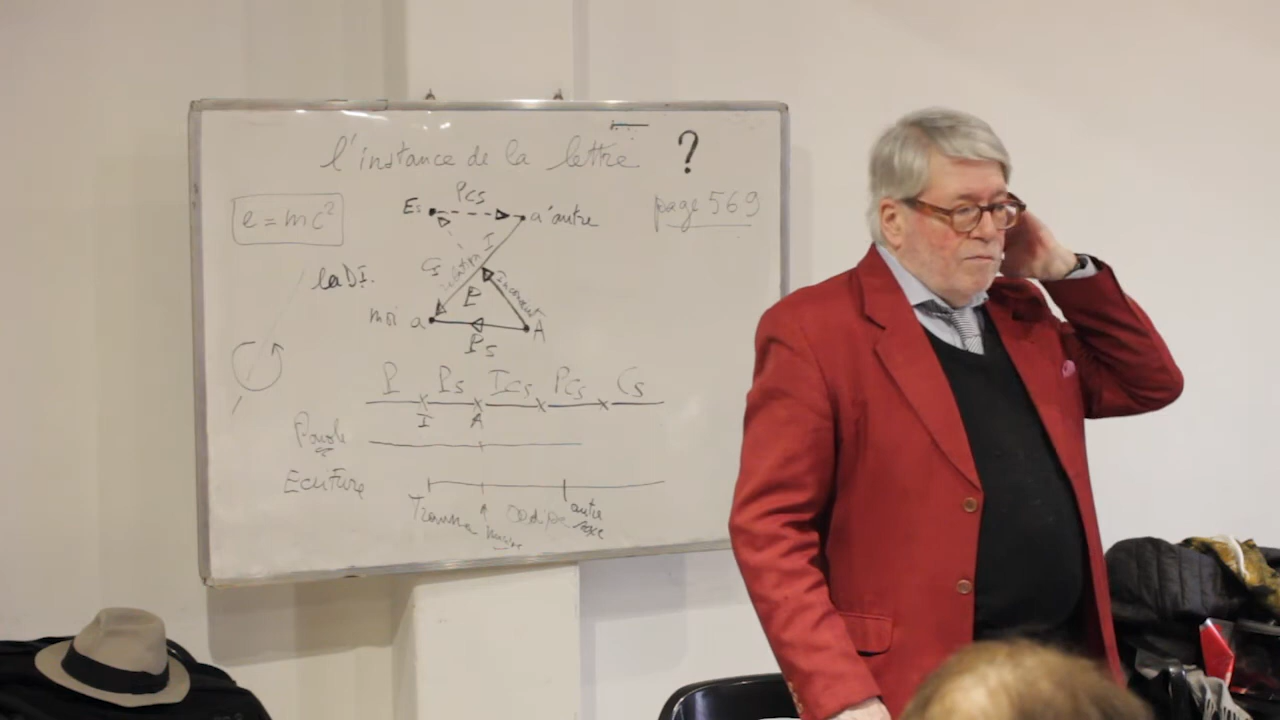 l'instance de la lettre ?
e = mc²
page 569
Es Pcs a'autre
I
la D.I.
P
moi a A
Ps
P Ps Ics Pcs Cs
I A
Parole
Ecriture
Trauma Oedipe autre
sexe